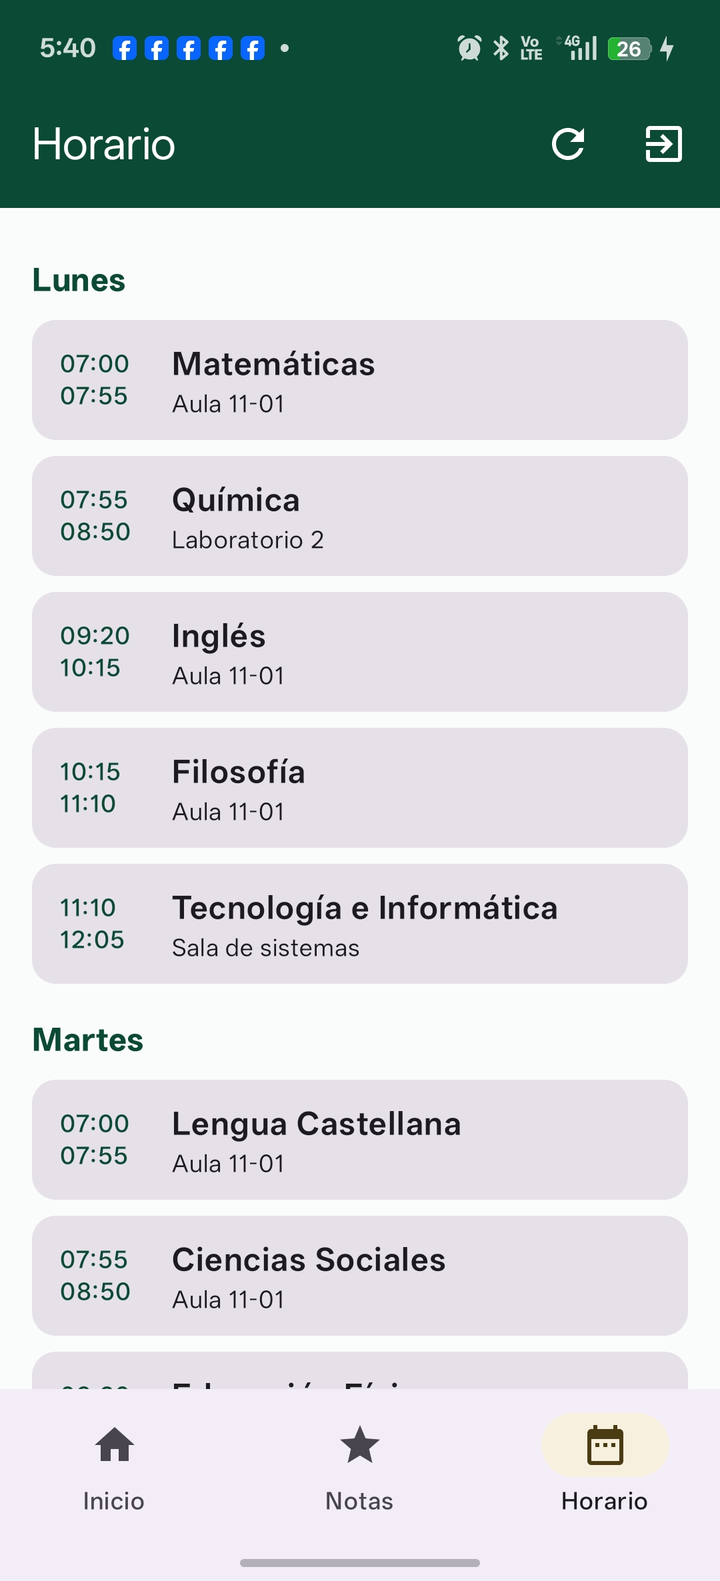 5:40
Vo
LTE
4G
26
Horario
Lunes
07:00
07:55
Matemáticas
Aula 11-01
07:55
08:50
Química
Laboratorio 2
09:20
10:15
Inglés
Aula 11-01
10:15
11:10
Filosofía
Aula 11-01
11:10
12:05
Tecnología e Informática
Sala de sistemas
Martes
07:00
07:55
Lengua Castellana
Aula 11-01
07:55
08:50
Ciencias Sociales
Aula 11-01
Inicio
Notas
Horario